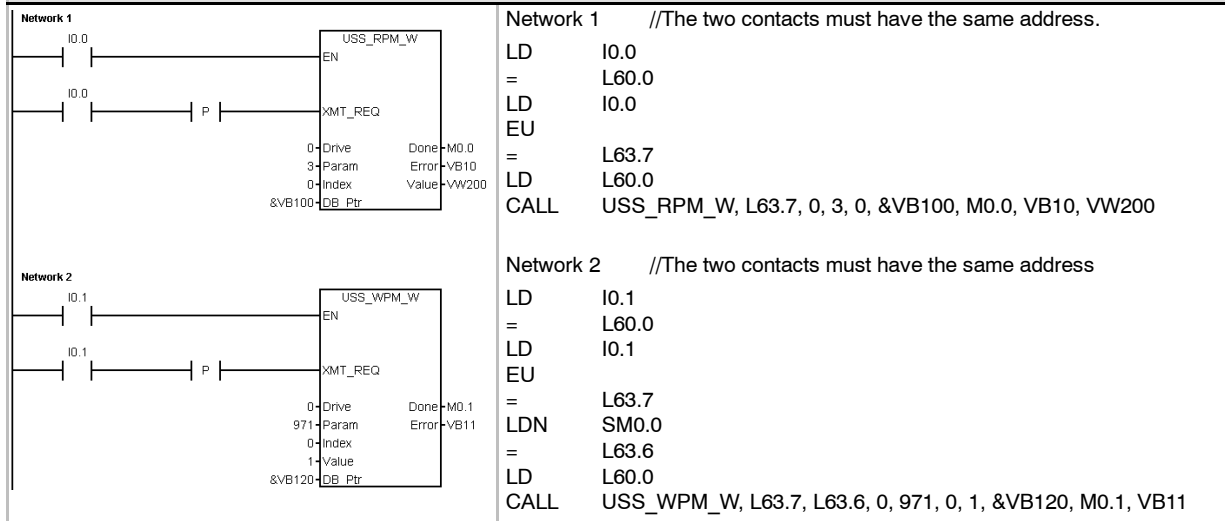 Network 1
I0.0
USS_RPM_W
EN
I0.0
P
XMT_REQ
0 Drive Done M0.0
3 Param Error VB10
0 Index Value VW200
&VB100 DB_Ptr
Network 2
I0.1
USS_WPM_W
EN
I0.1
P
XMT_REQ
0 Drive Done M0.1
971 Param Error VB11
0 Index
1 Value
&VB120 DB_Ptr
Network 1 //The two contacts must have the same address.
LD I0.0
= L60.0
LD I0.0
EU
= L63.7
LD L60.0
CALL USS_RPM_W, L63.7, 0, 3, 0, &VB100, M0.0, VB10, VW200
Network 2 //The two contacts must have the same address
LD I0.1
= L60.0
LD I0.1
EU
= L63.7
LDN SM0.0
= L63.6
LD L60.0
CALL USS_WPM_W, L63.7, L63.6, 0, 971, 0, 1, &VB120, M0.1, VB11